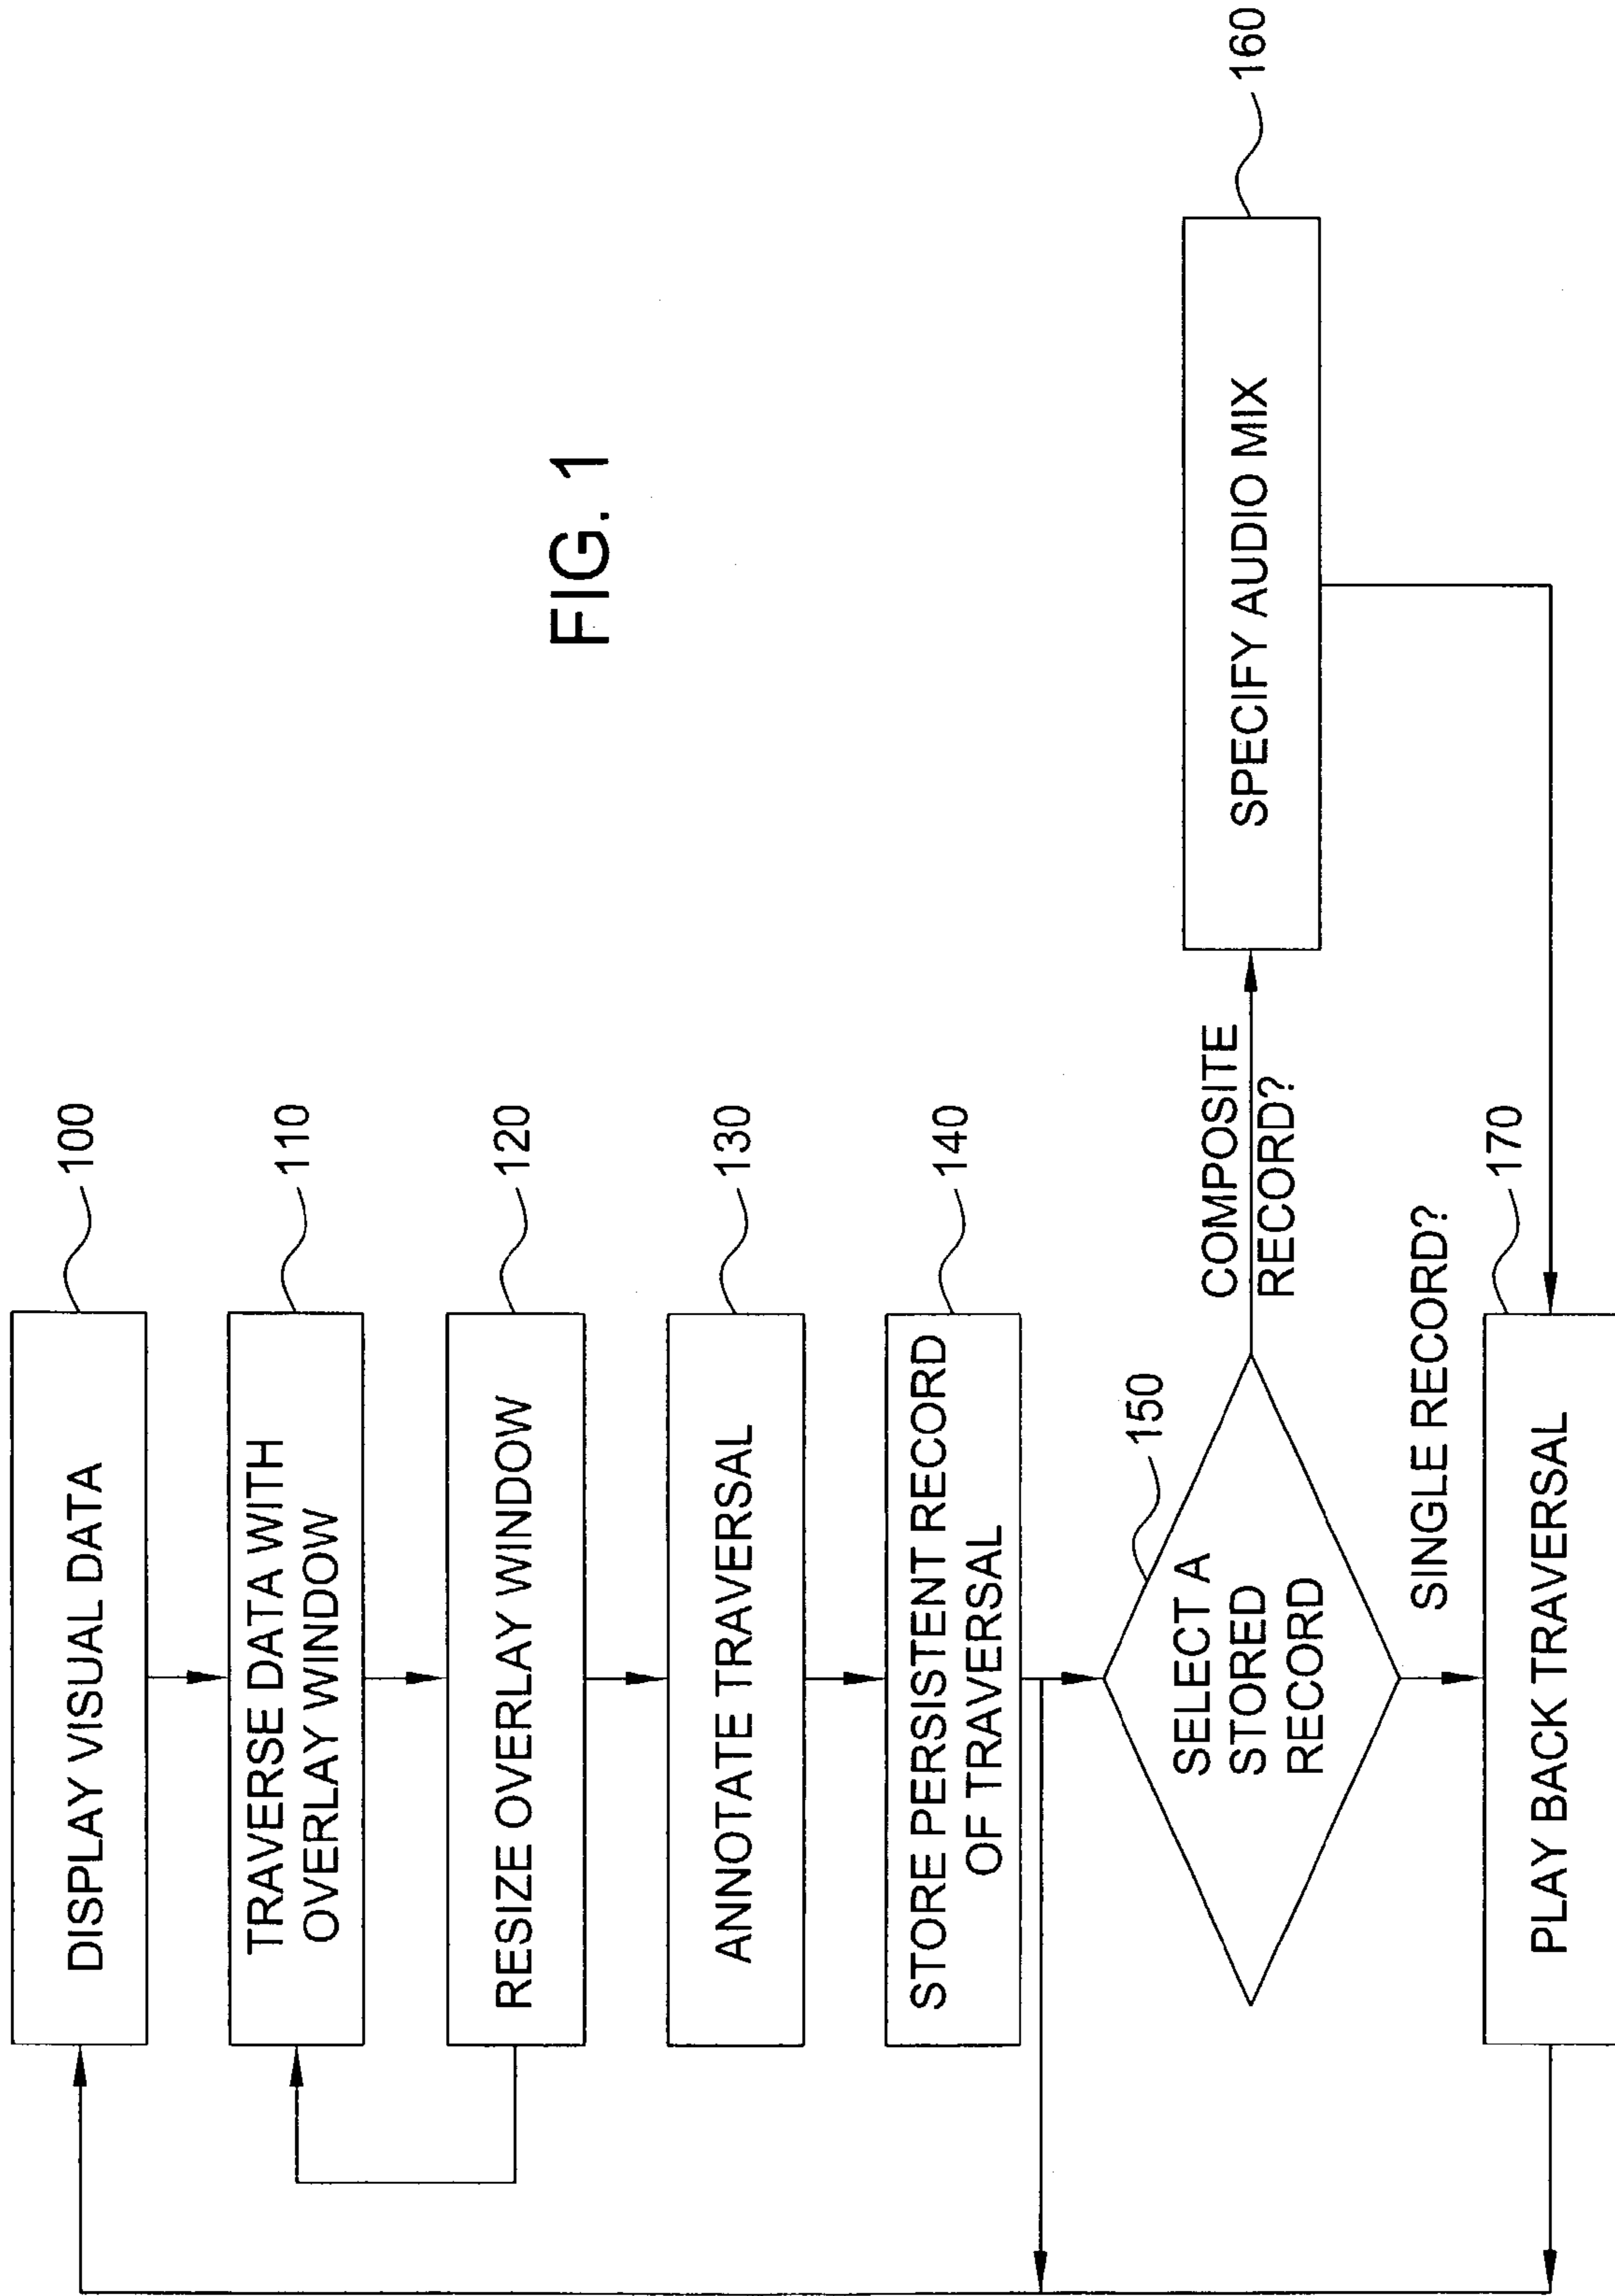 FIG. 1
DISPLAY VISUAL DATA
100
TRAVERSE DATA WITH
OVERLAY WINDOW
110
RESIZE OVERLAY WINDOW
120
ANNOTATE TRAVERSAL
130
STORE PERSISTENT RECORD
OF TRAVERSAL
140
SELECT A
STORED
RECORD
150
COMPOSITE
RECORD?
SPECIFY AUDIO MIX
160
SINGLE RECORD?
PLAY BACK TRAVERSAL
170